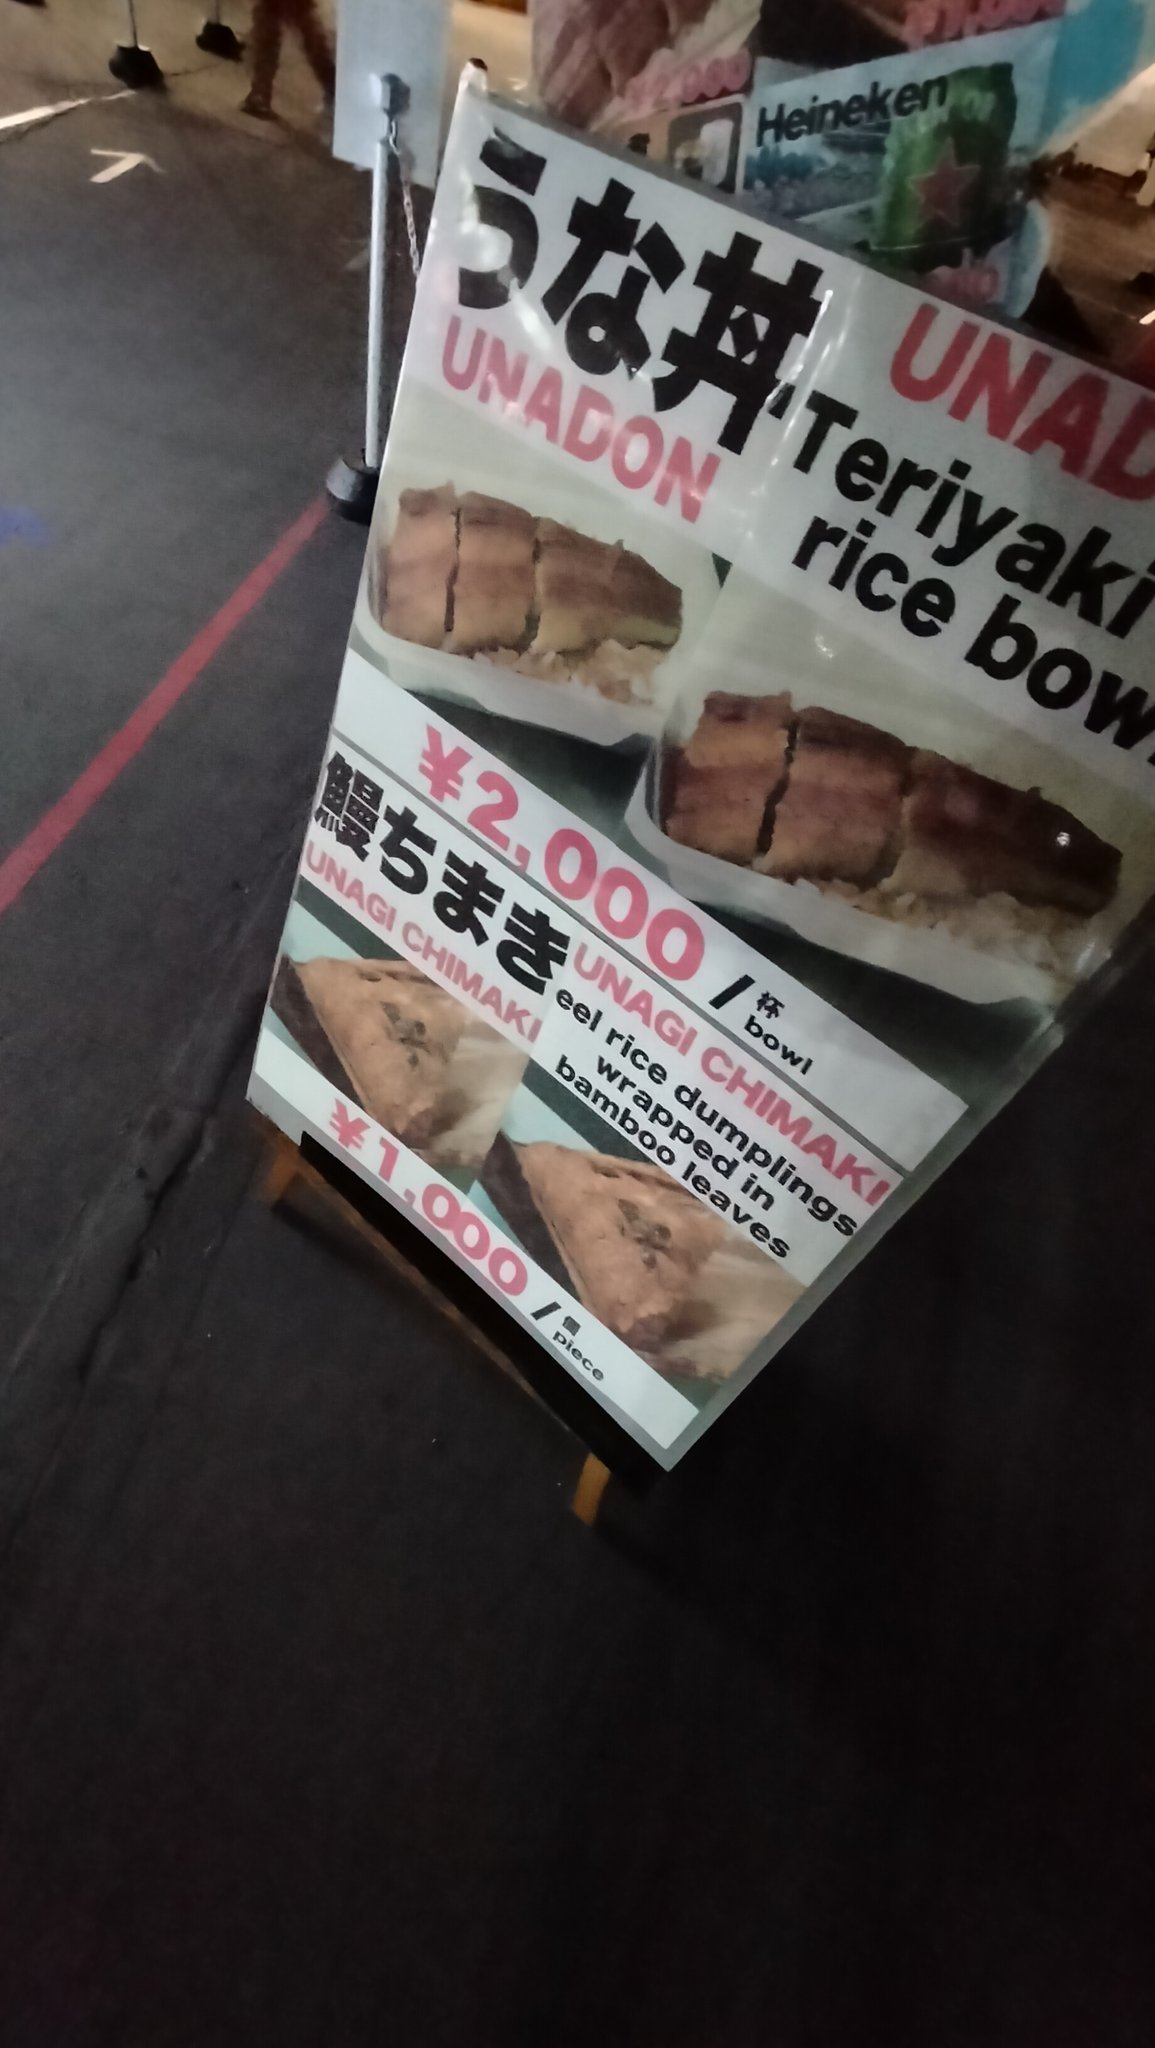 Heineken
うな丼
UNADON
UNAD
Teriyaki
rice bowl
¥2,000/杯
bowl
鰻ちまき
UNAGI CHIMAKI
UNAGI CHIMAKI
eel rice dumplings
wrapped in
bamboo leaves
¥1,000/個
piece